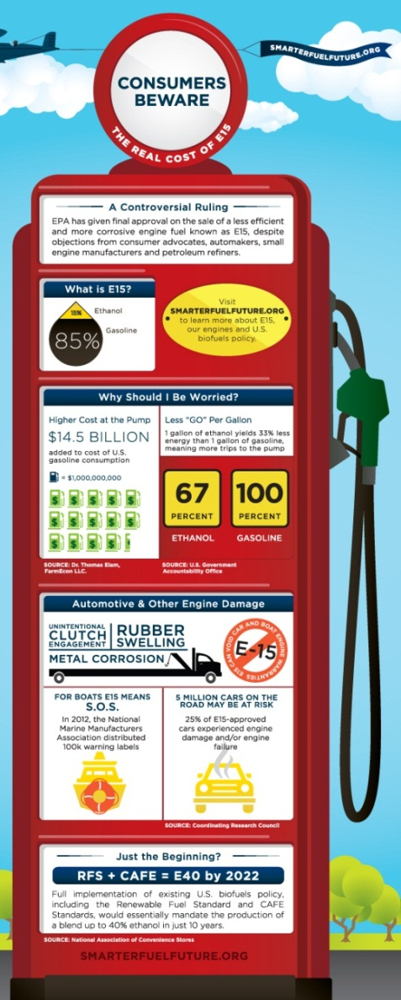 SMARTERFUELFUTURE.ORG
CONSUMERS
BEWARE
THE REAL COST OF E15
A Controversial Ruling
EPA has given final approval on the sale of a less efficient
and more corrosive engine fuel known as E15, despite
objections from consumer advocates, automakers, small
engine manufacturers and petroleum refiners.
What is E15?
15%
Ethanol
Gasoline
85%
Visit
SMARTERFUELFUTURE.ORG
to learn more about E15,
our engines and U.S.
biofuels policy.
Why Should I Be Worried?
Higher Cost at the Pump
$14.5 BILLION
added to cost of U.S.
gasoline consumption
= $1,000,000,000
$ $ $ $ $
$ $ $ $ $
$ $ $ $
SOURCE: Dr. Thomas Elam,
FarmEcon LLC.
Less "GO" Per Gallon
1 gallon of ethanol yields 33% less
energy than 1 gallon of gasoline,
meaning more trips to the pump
67
PERCENT
ETHANOL
100
PERCENT
GASOLINE
SOURCE: U.S. Government
Accountability Office
Automotive & Other Engine Damage
UNINTENTIONAL
CLUTCH
ENGAGEMENT
RUBBER
SWELLING
METAL CORROSION
E-15
E15 CAN VOID CAR AND BOAT ENGINE WARRANTIES
FOR BOATS E15 MEANS
S.O.S.
In 2012, the National
Marine Manufacturers
Association distributed
100k warning labels
5 MILLION CARS ON THE
ROAD MAY BE AT RISK
25% of E15-approved
cars experienced engine
damage and/or engine
failure
SOURCE: Coordinating Research Council
Just the Beginning?
RFS + CAFE = E40 by 2022
Full implementation of existing U.S. biofuels policy,
including the Renewable Fuel Standard and CAFE
Standards, would essentially mandate the production of
a blend up to 40% ethanol in just 10 years.
SOURCE: National Association of Convenience Stores
SMARTERFUELFUTURE.ORG